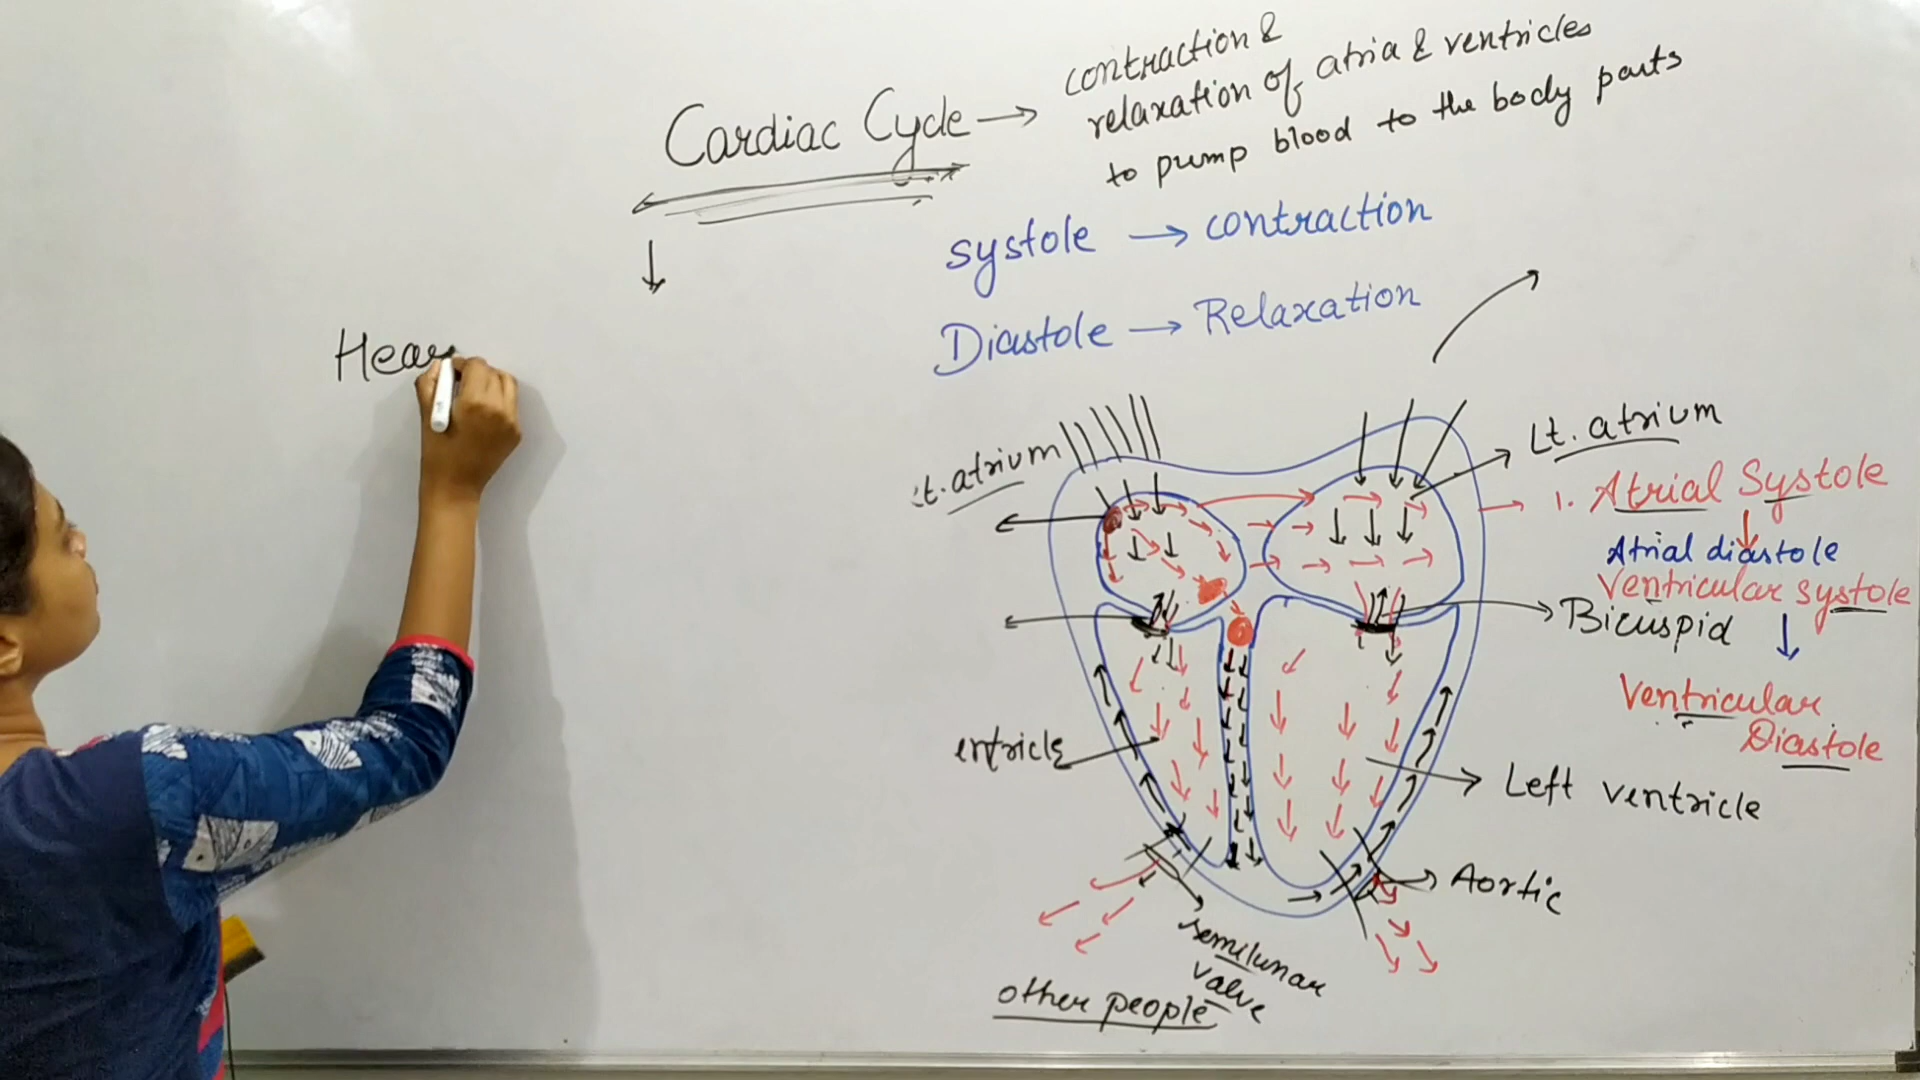 contraction &
Cardiac Cycle → relaxation of atria & ventricles
to pump blood to the body parts
systole → contraction
Diastole → Relaxation
Hear
t. atrium
Lt. atrium
1. Atrial Systole
Atrial diastole
Ventricular systole
Bicuspid
Ventricular
Diastole
entricle
Left ventricle
Aortic
semilunar
valve
other people